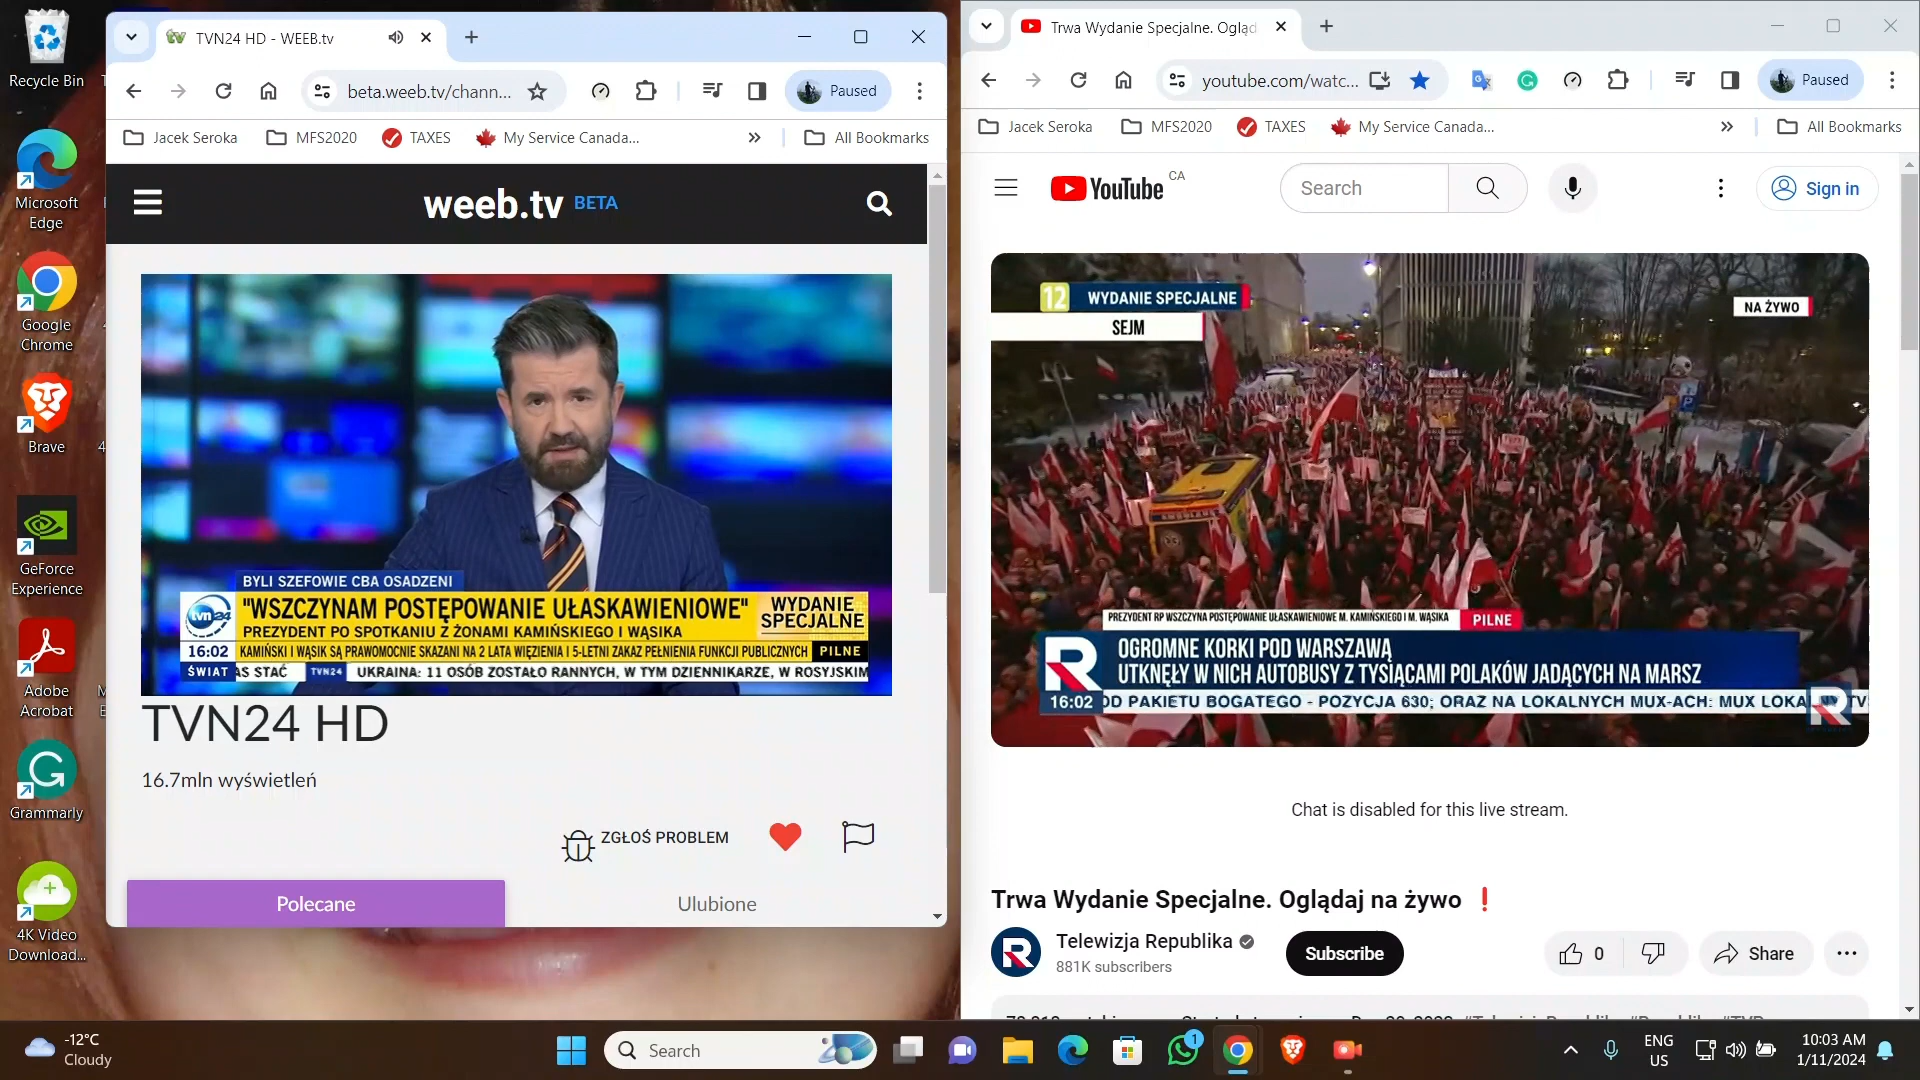 Recycle Bin
Microsoft
Edge
Google
Chrome
Brave
GeForce
Experience
Adobe
Acrobat
Grammarly
4K Video
Download...
TVN24 HD - WEEB.tv
beta.weeb.tv/chann...
Paused
Jacek Seroka
MFS2020
TAXES
My Service Canada...
All Bookmarks
weeb.tv BETA
BYLI SZEFOWIE CBA OSADZENI
"WSZCZYNAM POSTĘPOWANIE UŁASKAWIENIOWE"
PREZYDENT PO SPOTKANIU Z ŻONAMI KAMIŃSKIEGO I WĄSIKA
WYDANIE
SPECJALNE
tvn24
16:02 KAMIŃSKI I WĄSIK SĄ PRAWOMOCNIE SKAZANI NA 2 LATA WIĘZIENIA I 5-LETNI ZAKAZ PEŁNIENIA FUNKCJI PUBLICZNYCH PILNE
ŚWIAT AS STAĆ TVN24 UKRAINA: 11 OSÓB ZOSTAŁO RANNYCH, W TYM DZIENNIKARZE, W ROSYJSKIM
TVN24 HD
16.7mln wyświetleń
ZGŁOŚ PROBLEM
Polecane
Ulubione
Trwa Wydanie Specjalne. Ogląd
youtube.com/watc...
Paused
Jacek Seroka
MFS2020
TAXES
My Service Canada...
All Bookmarks
YouTube CA
Search
Sign in
12 WYDANIE SPECJALNE
SEJM
NA ŻYWO
PREZYDENT RP WSZCZYNA POSTĘPOWANIE UŁASKAWIENIOWE M. KAMIŃSKIEGO I M. WĄSIKA PILNE
OGROMNE KORKI POD WARSZAWĄ
UTKNĘŁY W NICH AUTOBUSY Z TYSIĄCAMI POLAKÓW JADĄCYCH NA MARSZ
16:02 OD PAKIETU BOGATEGO - POZYCJA 630; ORAZ NA LOKALNYCH MUX-ACH: MUX
Chat is disabled for this live stream.
Trwa Wydanie Specjalne. Oglądaj na żywo ❗
Telewizja Republika
881K subscribers
Subscribe
0
Share
-12°C
Cloudy
Search
1
ENG
US
10:03 AM
1/11/2024